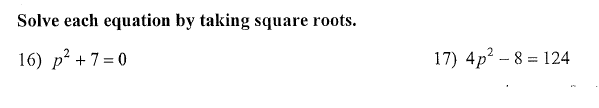 Solve each equation by taking square roots.
16) p² + 7 = 0 17) 4p² – 8 = 124